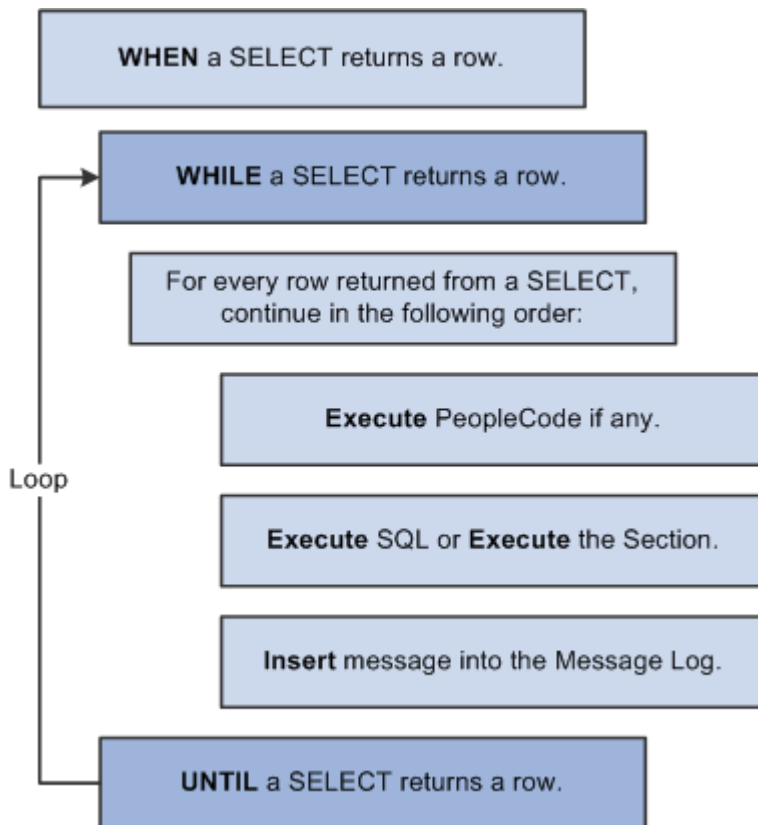 WHEN a SELECT returns a row.
WHILE a SELECT returns a row.
For every row returned from a SELECT,
continue in the following order:
Execute PeopleCode if any.
Loop
Execute SQL or Execute the Section.
Insert message into the Message Log.
UNTIL a SELECT returns a row.